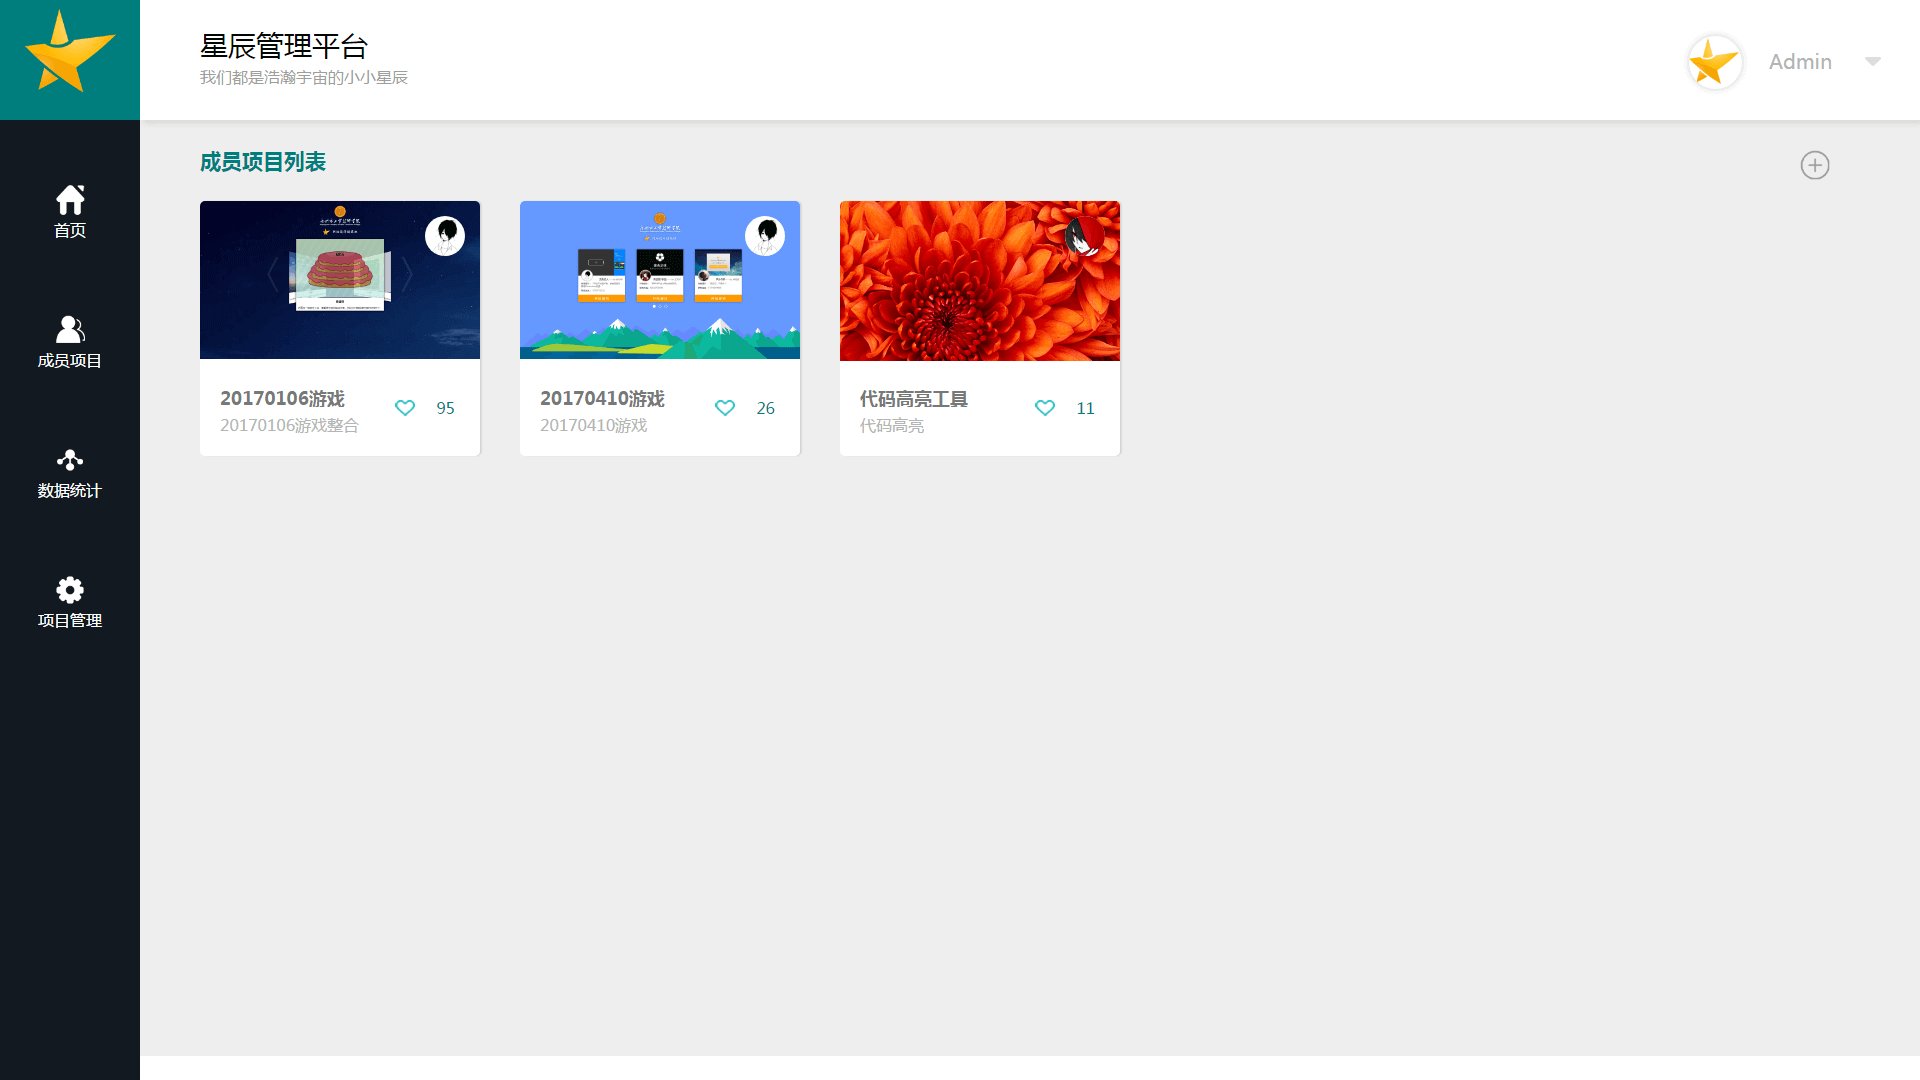 星辰管理平台
我们都是浩瀚宇宙的小小星辰
Admin
首页
成员项目
数据统计
项目管理
成员项目列表
20170106游戏
20170106游戏整合
95
20170410游戏
20170410游戏
26
代码高亮工具
代码高亮
11